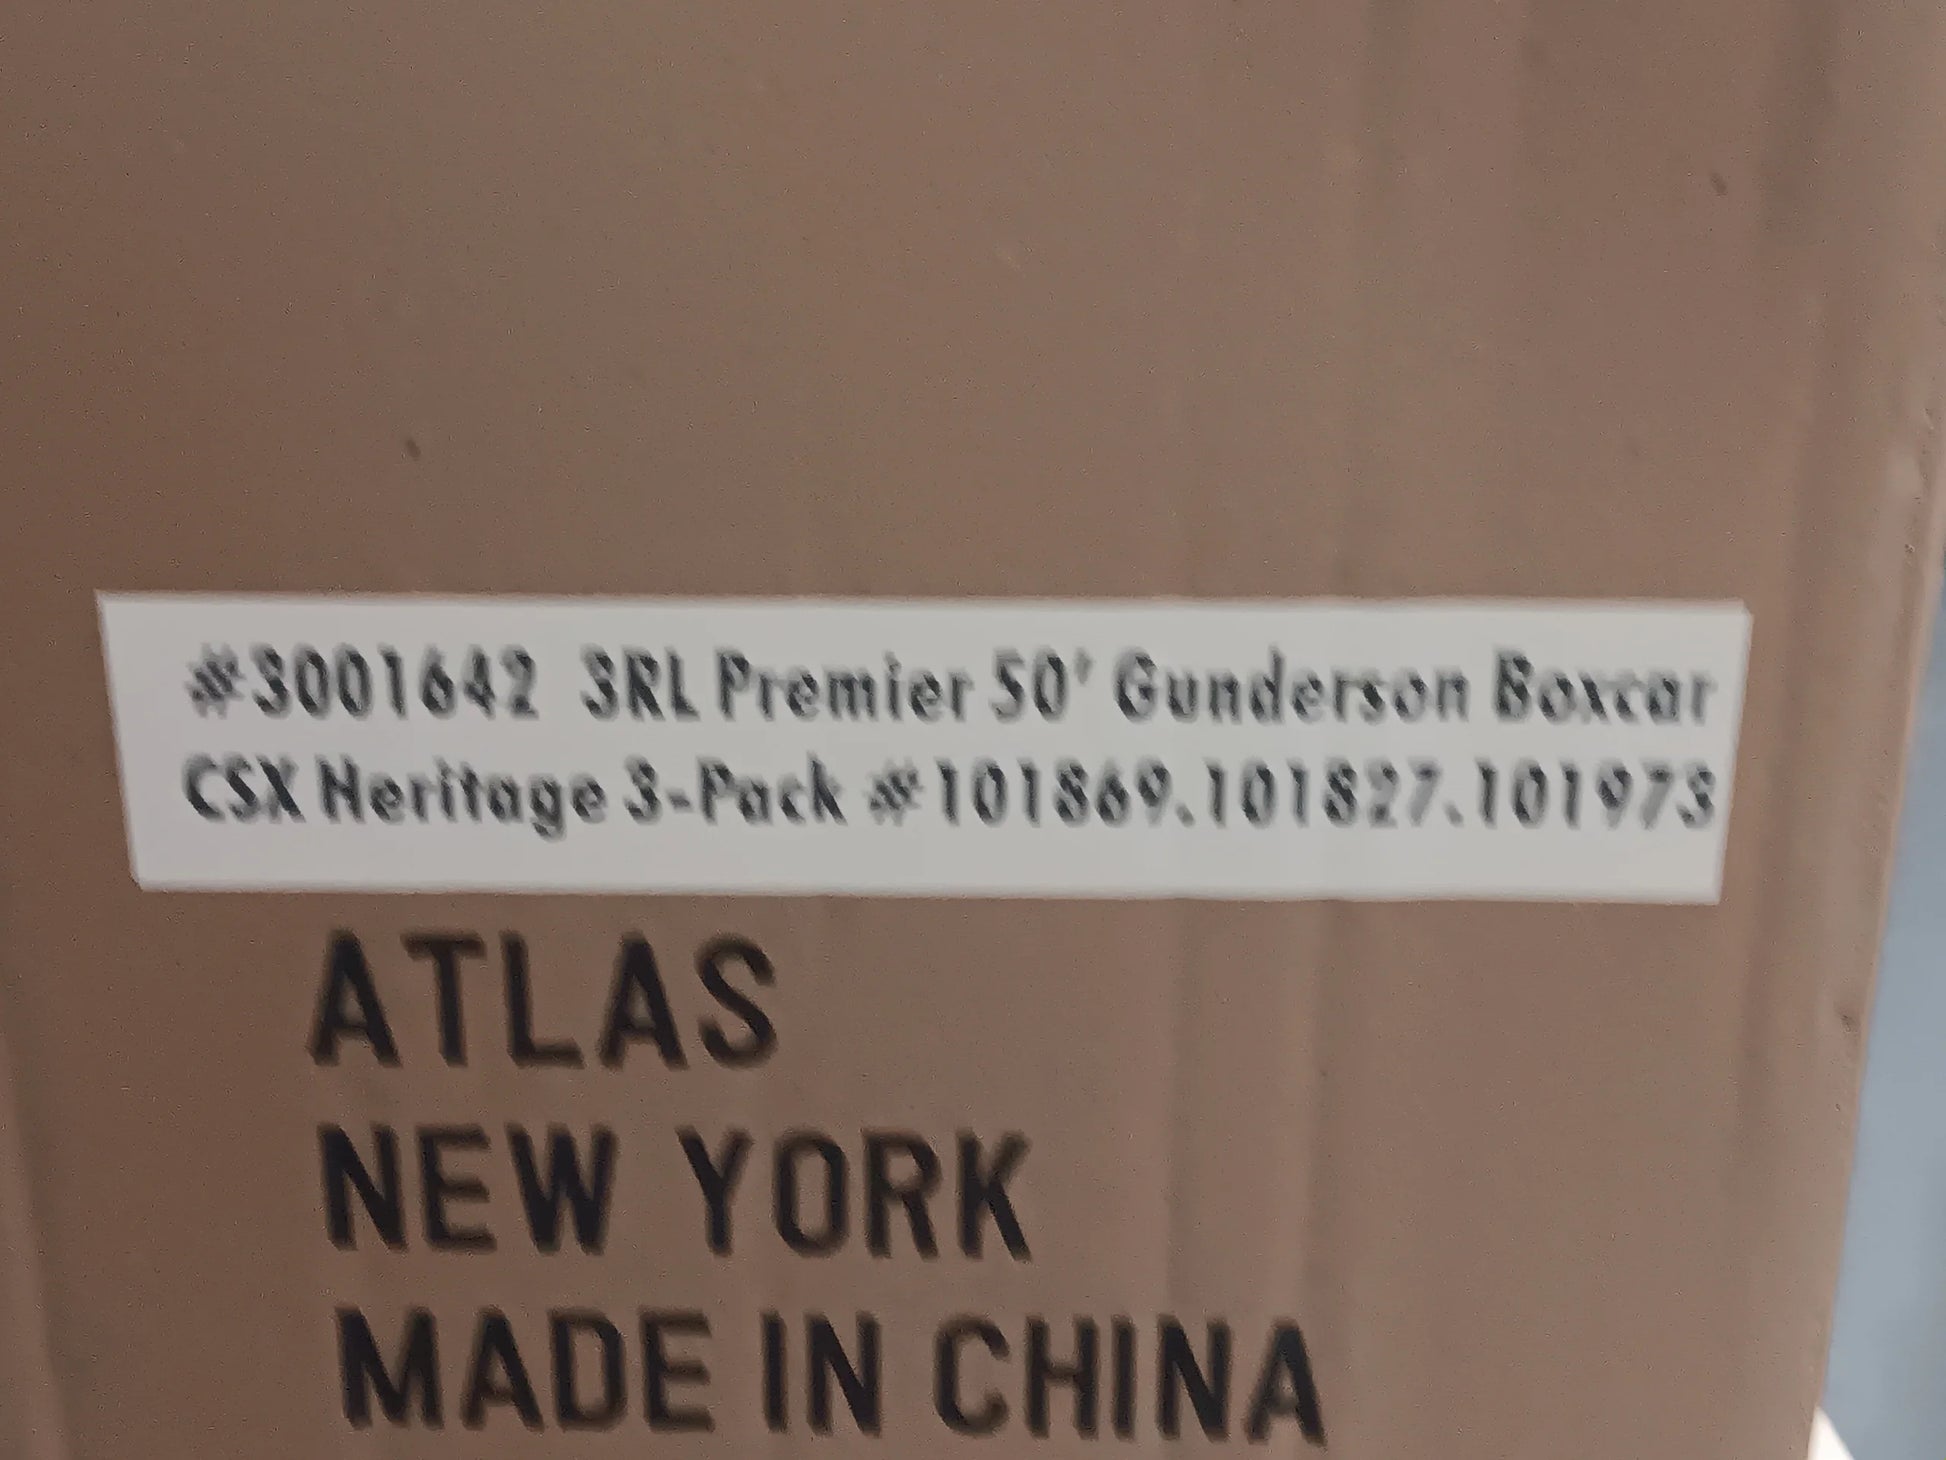 #3001642 3RL Premier 50' Gunderson Boxcar
CSX Heritage 3-Pack #101869,101827,101973
ATLAS
NEW YORK
MADE IN CHINA